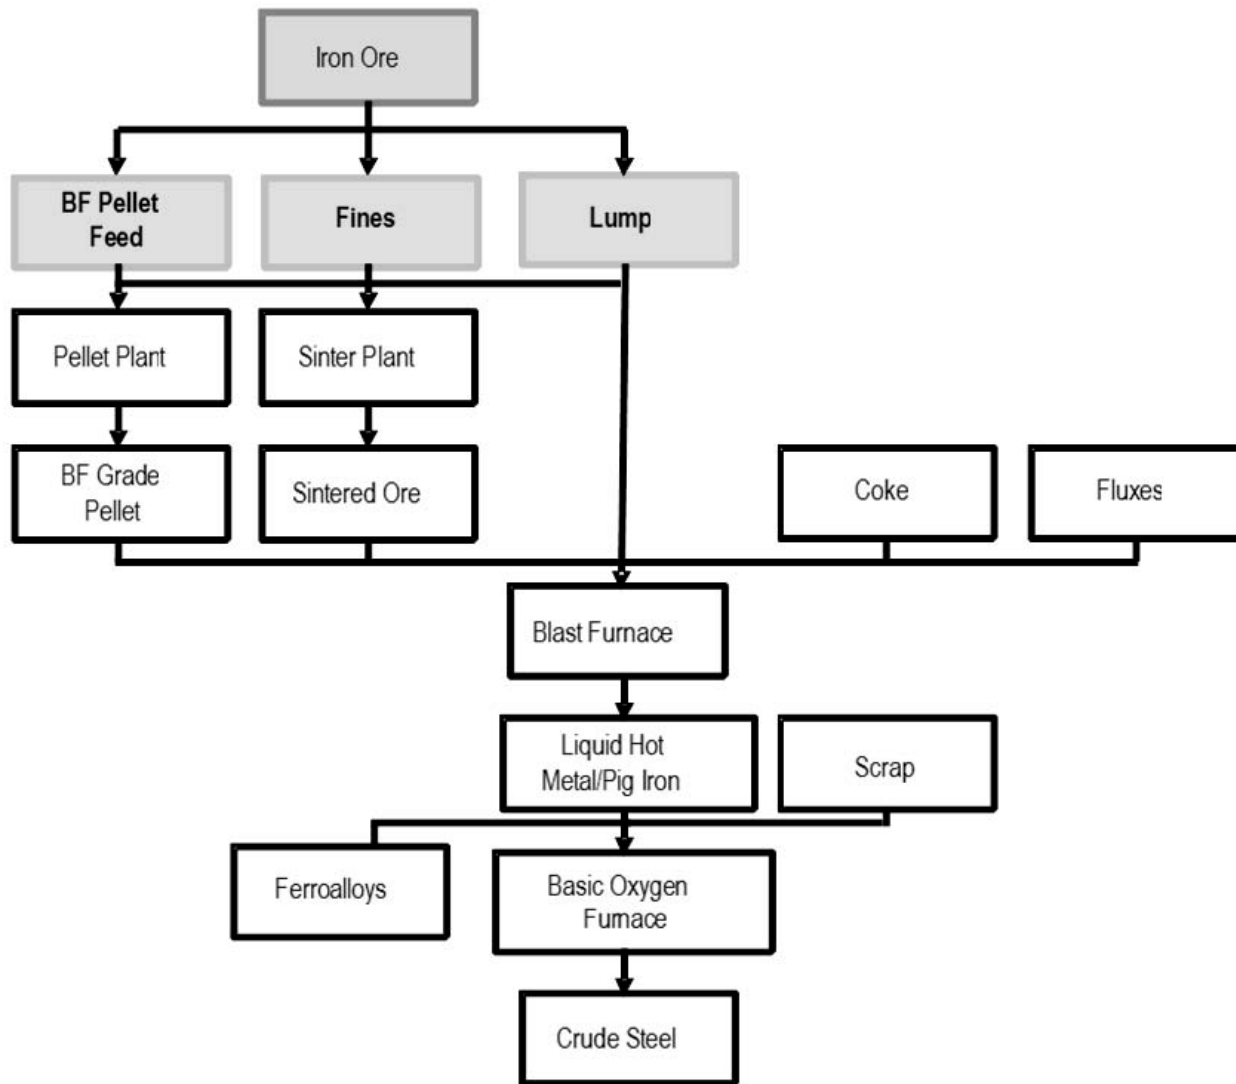 Iron Ore
BF Pellet
Feed
Fines
Lump
Pellet Plant
Sinter Plant
BF Grade
Pellet
Sintered Ore
Coke
Fluxes
Blast Furnace
Liquid Hot
Metal/Pig Iron
Scrap
Ferroalloys
Basic Oxygen
Furnace
Crude Steel